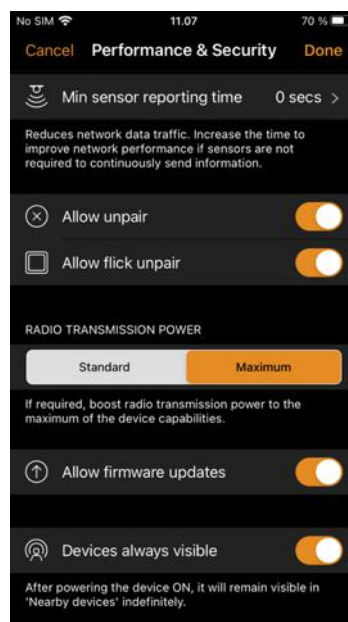 No SIM 11.07 70 %
Cancel Performance & Security Done
Min sensor reporting time 0 secs >
Reduces network data traffic. Increase the time to
improve network performance if sensors are not
required to continuously send information.
Allow unpair
Allow flick unpair
RADIO TRANSMISSION POWER
Standard Maximum
If required, boost radio transmission power to the
maximum of the device capabilities.
Allow firmware updates
Devices always visible
After powering the device ON, it will remain visible in
'Nearby devices' indefinitely.